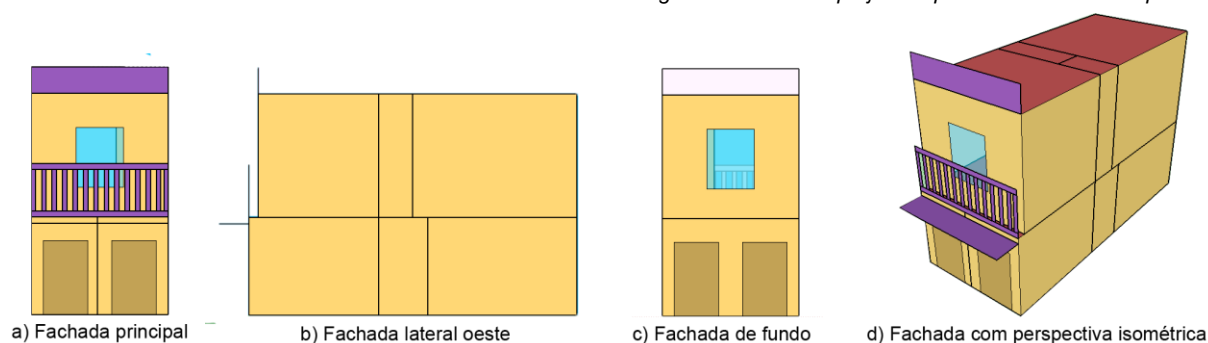 a) Fachada principal
b) Fachada lateral oeste
c) Fachada de fundo
d) Fachada com perspectiva isométrica